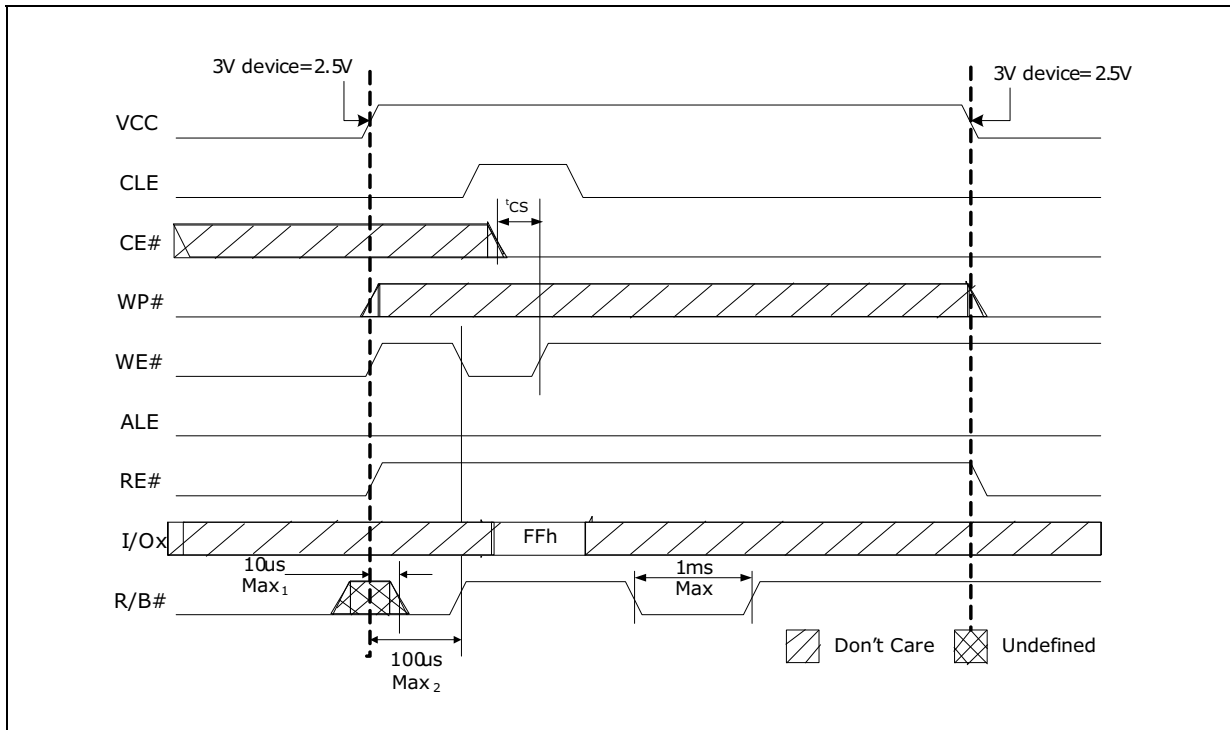 3V device=2.5V
3V device=2.5V
VCC
CLE
tCS
CE#
WP#
WE#
ALE
RE#
I/Ox
FFh
10us
Max1
1ms
Max
R/B#
Don't Care
Undefined
100us
Max2